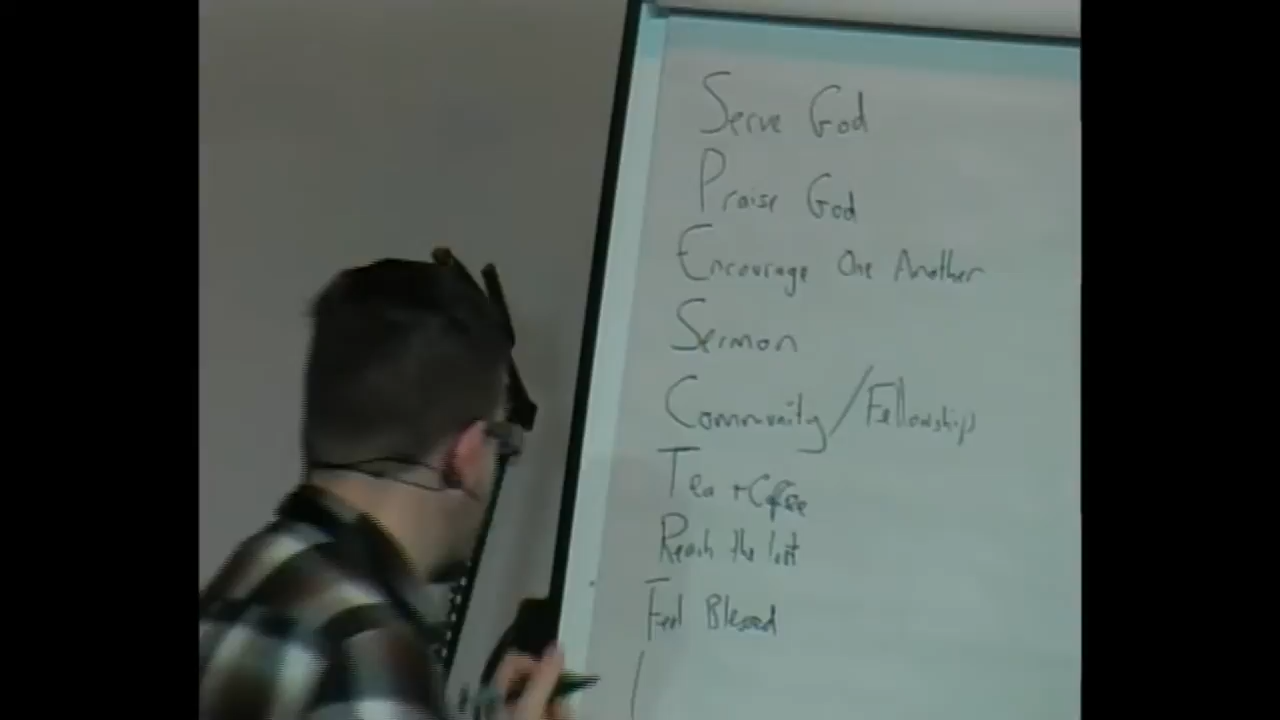 Serve God
Praise God
Encourage One Another
Sermon
Community/Fellowship
Tea + Coffee
Reach the lost
Feel Blessed